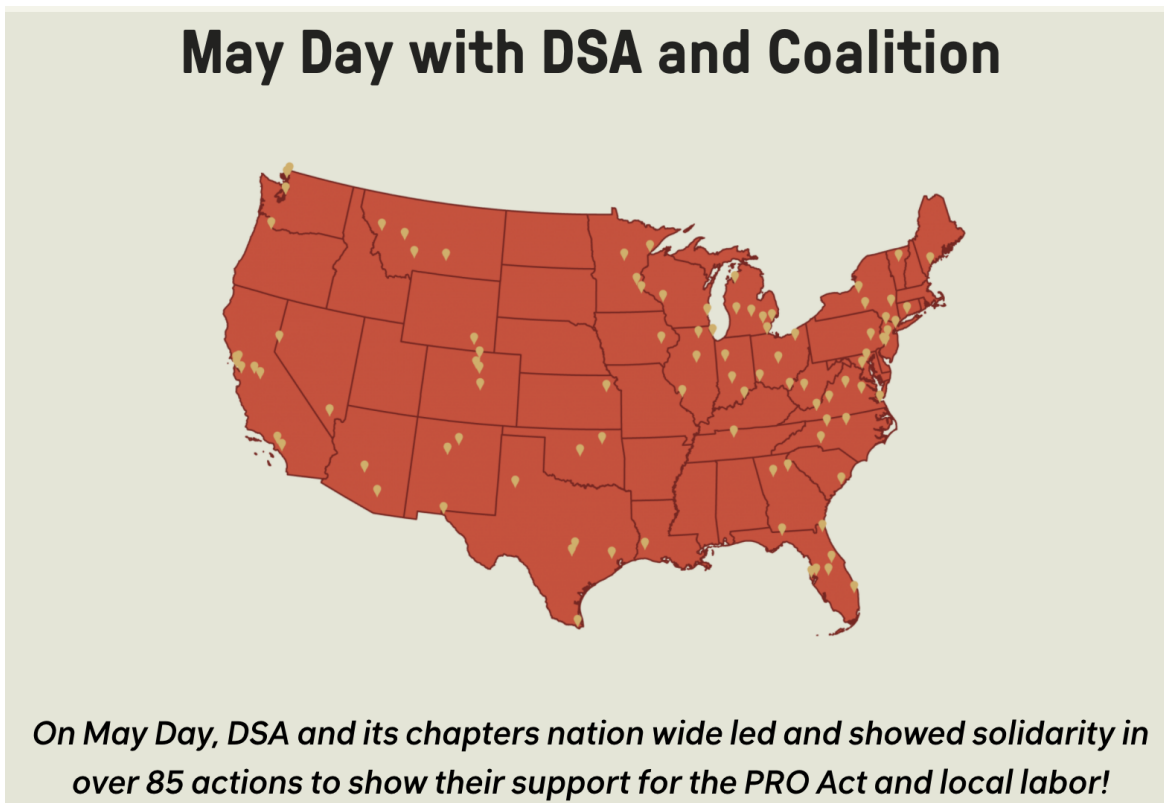 May Day with DSA and Coalition
On May Day, DSA and its chapters nation wide led and showed solidarity in
over 85 actions to show their support for the PRO Act and local labor!